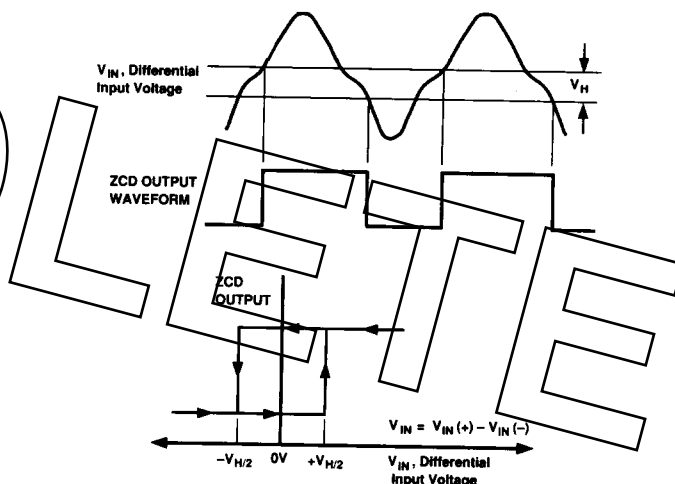 V_IN, Differential
Input Voltage
V_H
ZCD OUTPUT
WAVEFORM
ZCD
OUTPUT
V_IN = V_IN (+) – V_IN (–)
–V_H/2 0V +V_H/2 V_IN, Differential
Input Voltage
LETE